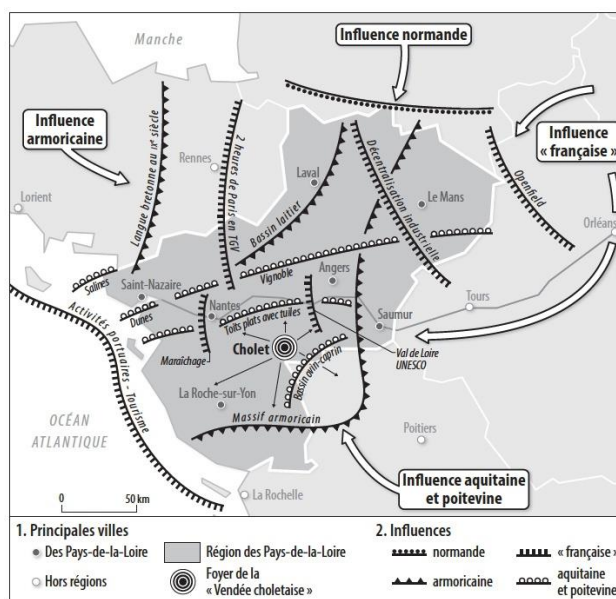 Manche
Influence normande
Influence
armoricaine
Influence
« française »
Langue bretonne au IXe siècle
Rennes
2 heures de Paris en TGV
Laval
Bassin laitier
Décentralisation industrielle
Le Mans
Openfield
Orléans
Lorient
Salines
Saint-Nazaire
Dunes
Nantes
Vignoble
Angers
Toits plats avec tuiles
Saumur
Tours
Maraîchage
Cholet
Val de Loire
UNESCO
Bassin ovin-caprin
Activités portuaires - Tourisme
La Roche-sur-Yon
Massif armoricain
Poitiers
OCÉAN
ATLANTIQUE
Influence aquitaine
et poitevine
0 50 km
La Rochelle
1. Principales villes
Des Pays-de-la-Loire
Hors régions
Région des Pays-de-la-Loire
Foyer de la
« Vendée choletaise »
2. Influences
normande
« française »
armoricaine
aquitaine
et poitevine